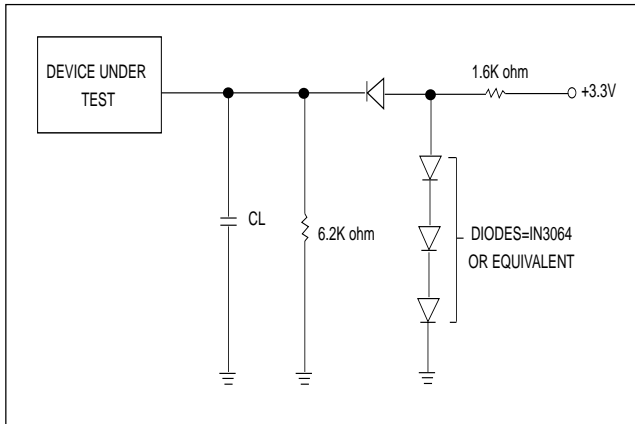 DEVICE UNDER
TEST
1.6K ohm
+3.3V
CL
6.2K ohm
DIODES=IN3064
OR EQUIVALENT